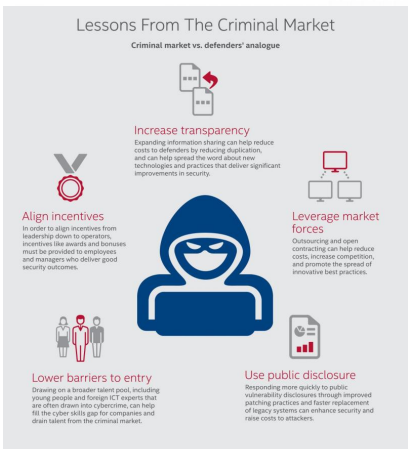 Lessons From The Criminal Market
Criminal market vs. defenders' analogue
Increase transparency
Expanding information sharing can help reduce
costs to defenders by reducing duplication,
and can help spread the word about new
technologies and practices that deliver significant
improvements in security.
Align incentives
In order to align incentives from
leadership down to operators,
incentives like awards and bonuses
must be provided to employees
and managers who deliver good
security outcomes.
Leverage market
forces
Outsourcing and open
contracting can help reduce
costs, increase competition,
and promote the spread of
innovative best practices.
Lower barriers to entry
Drawing on a broader talent pool, including
young people and foreign ICT experts that
are often drawn into cybercrime, can help
fill the cyber skills gap for companies and
drain talent from the criminal market.
Use public disclosure
Responding more quickly to public
vulnerability disclosures through improved
patching practices and faster replacement
of legacy systems can enhance security and
raise costs to attackers.